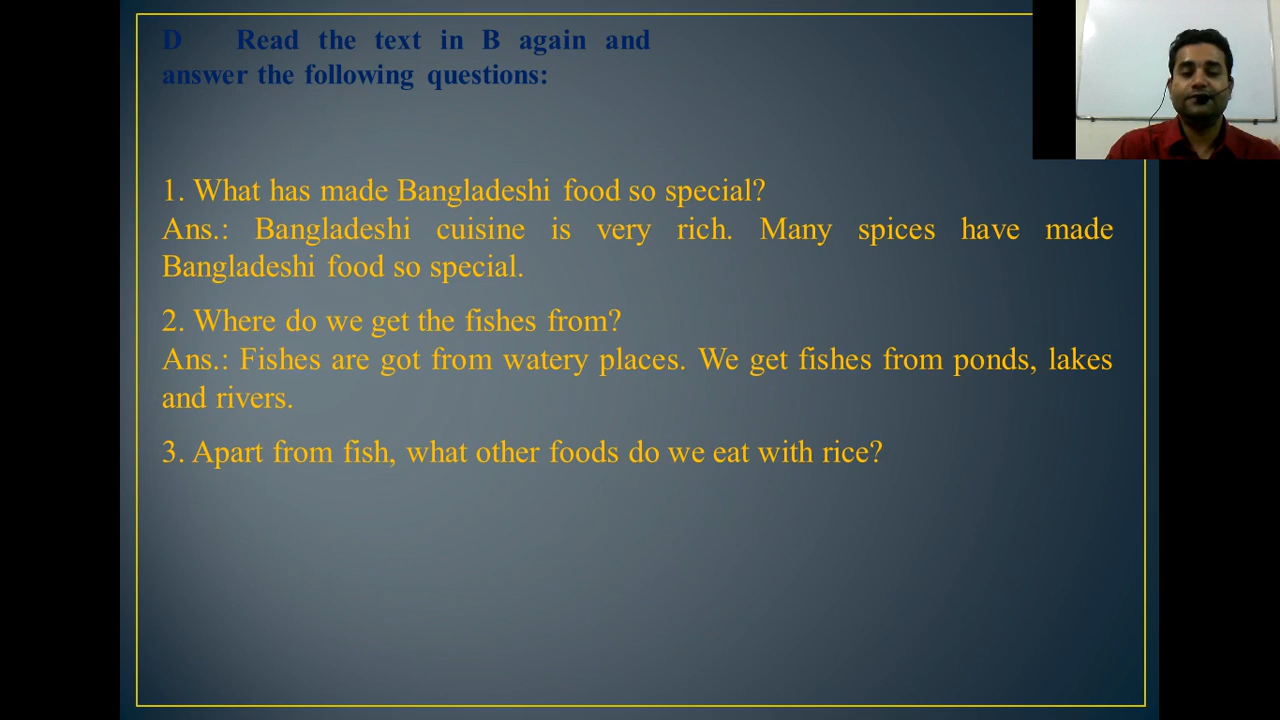 D Read the text in B again and
answer the following questions:
1. What has made Bangladeshi food so special?
Ans.: Bangladeshi cuisine is very rich. Many spices have made
Bangladeshi food so special.
2. Where do we get the fishes from?
Ans.: Fishes are got from watery places. We get fishes from ponds, lakes
and rivers.
3. Apart from fish, what other foods do we eat with rice?